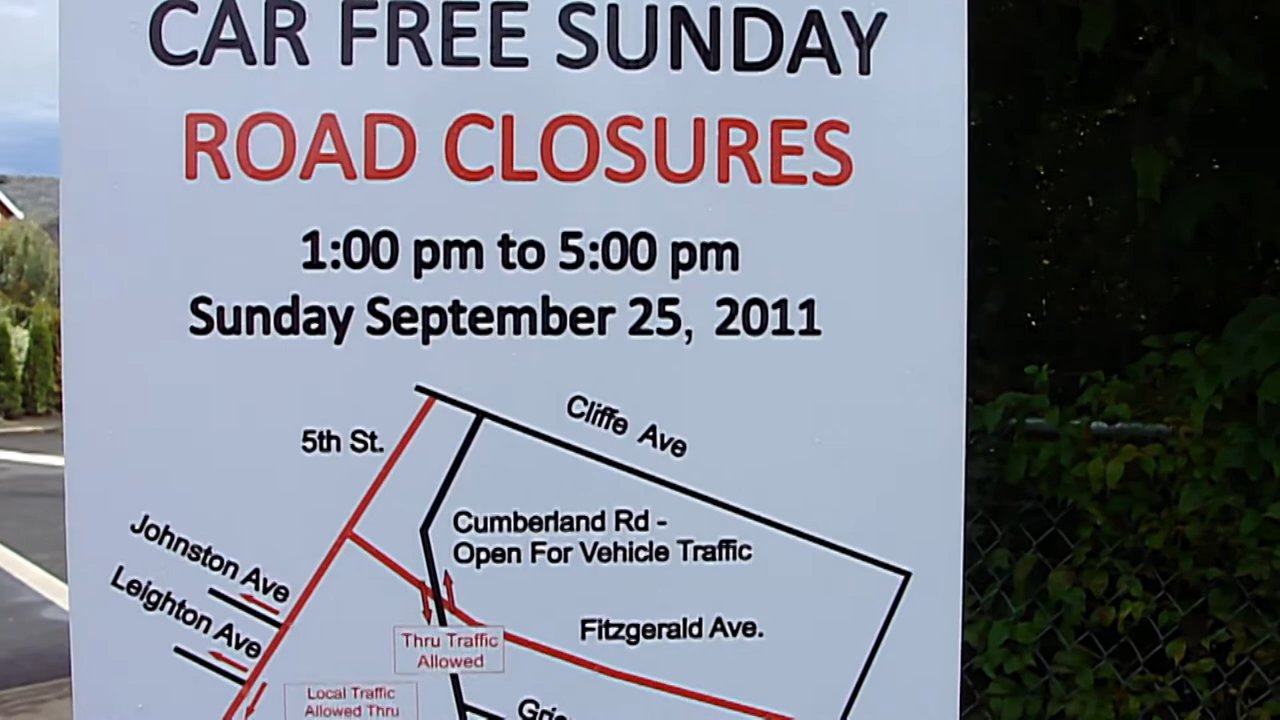 CAR FREE SUNDAY
ROAD CLOSURES
1:00 pm to 5:00 pm
Sunday September 25, 2011
Cliffe Ave
5th St.
Cumberland Rd -
Open For Vehicle Traffic
Johnston Ave
Leighton Ave
Fitzgerald Ave.
Thru Traffic
Allowed
Local Traffic
Allowed Thru